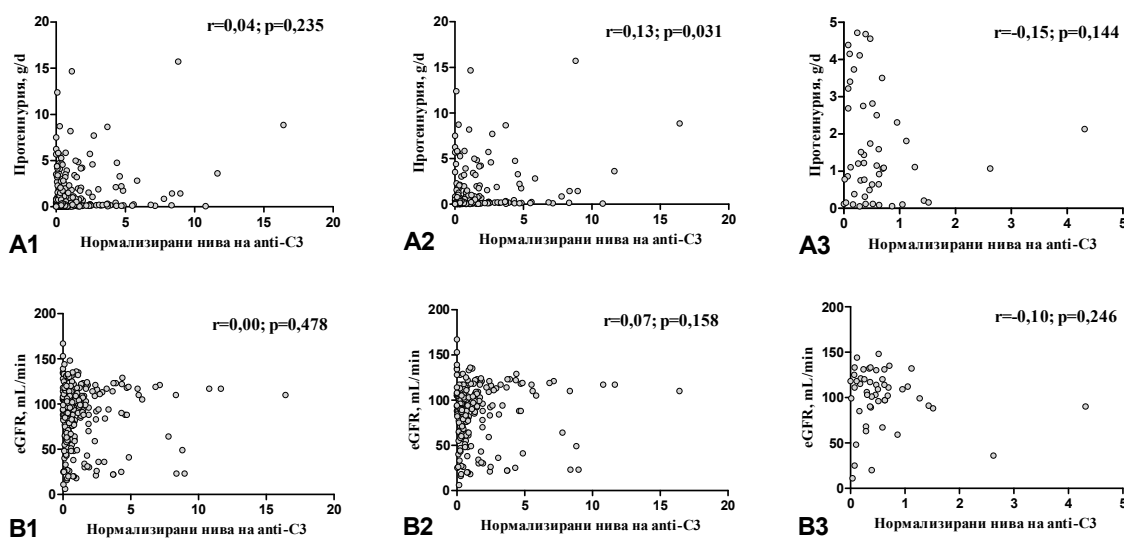 r=0,04; p=0,235
Протеинурия, g/d
20
15
10
5
0
0 5 10 15 20
Нормализирани нива на anti-C3
A1
r=0,13; p=0,031
Протеинурия, g/d
20
15
10
5
0
0 5 10 15 20
Нормализирани нива на anti-C3
A2
r=-0,15; p=0,144
Протеинурия, g/d
5
4
3
2
1
0
0 1 2 3 4 5
Нормализирани нива на anti-C3
A3
r=0,00; p=0,478
eGFR, mL/min
200
150
100
50
0
0 5 10 15 20
Нормализирани нива на anti-C3
B1
r=0,07; p=0,158
eGFR, mL/min
200
150
100
50
0
0 5 10 15 20
Нормализирани нива на anti-C3
B2
r=-0,10; p=0,246
eGFR, mL/min
200
150
100
50
0
0 1 2 3 4 5
Нормализирани нива на anti-C3
B3